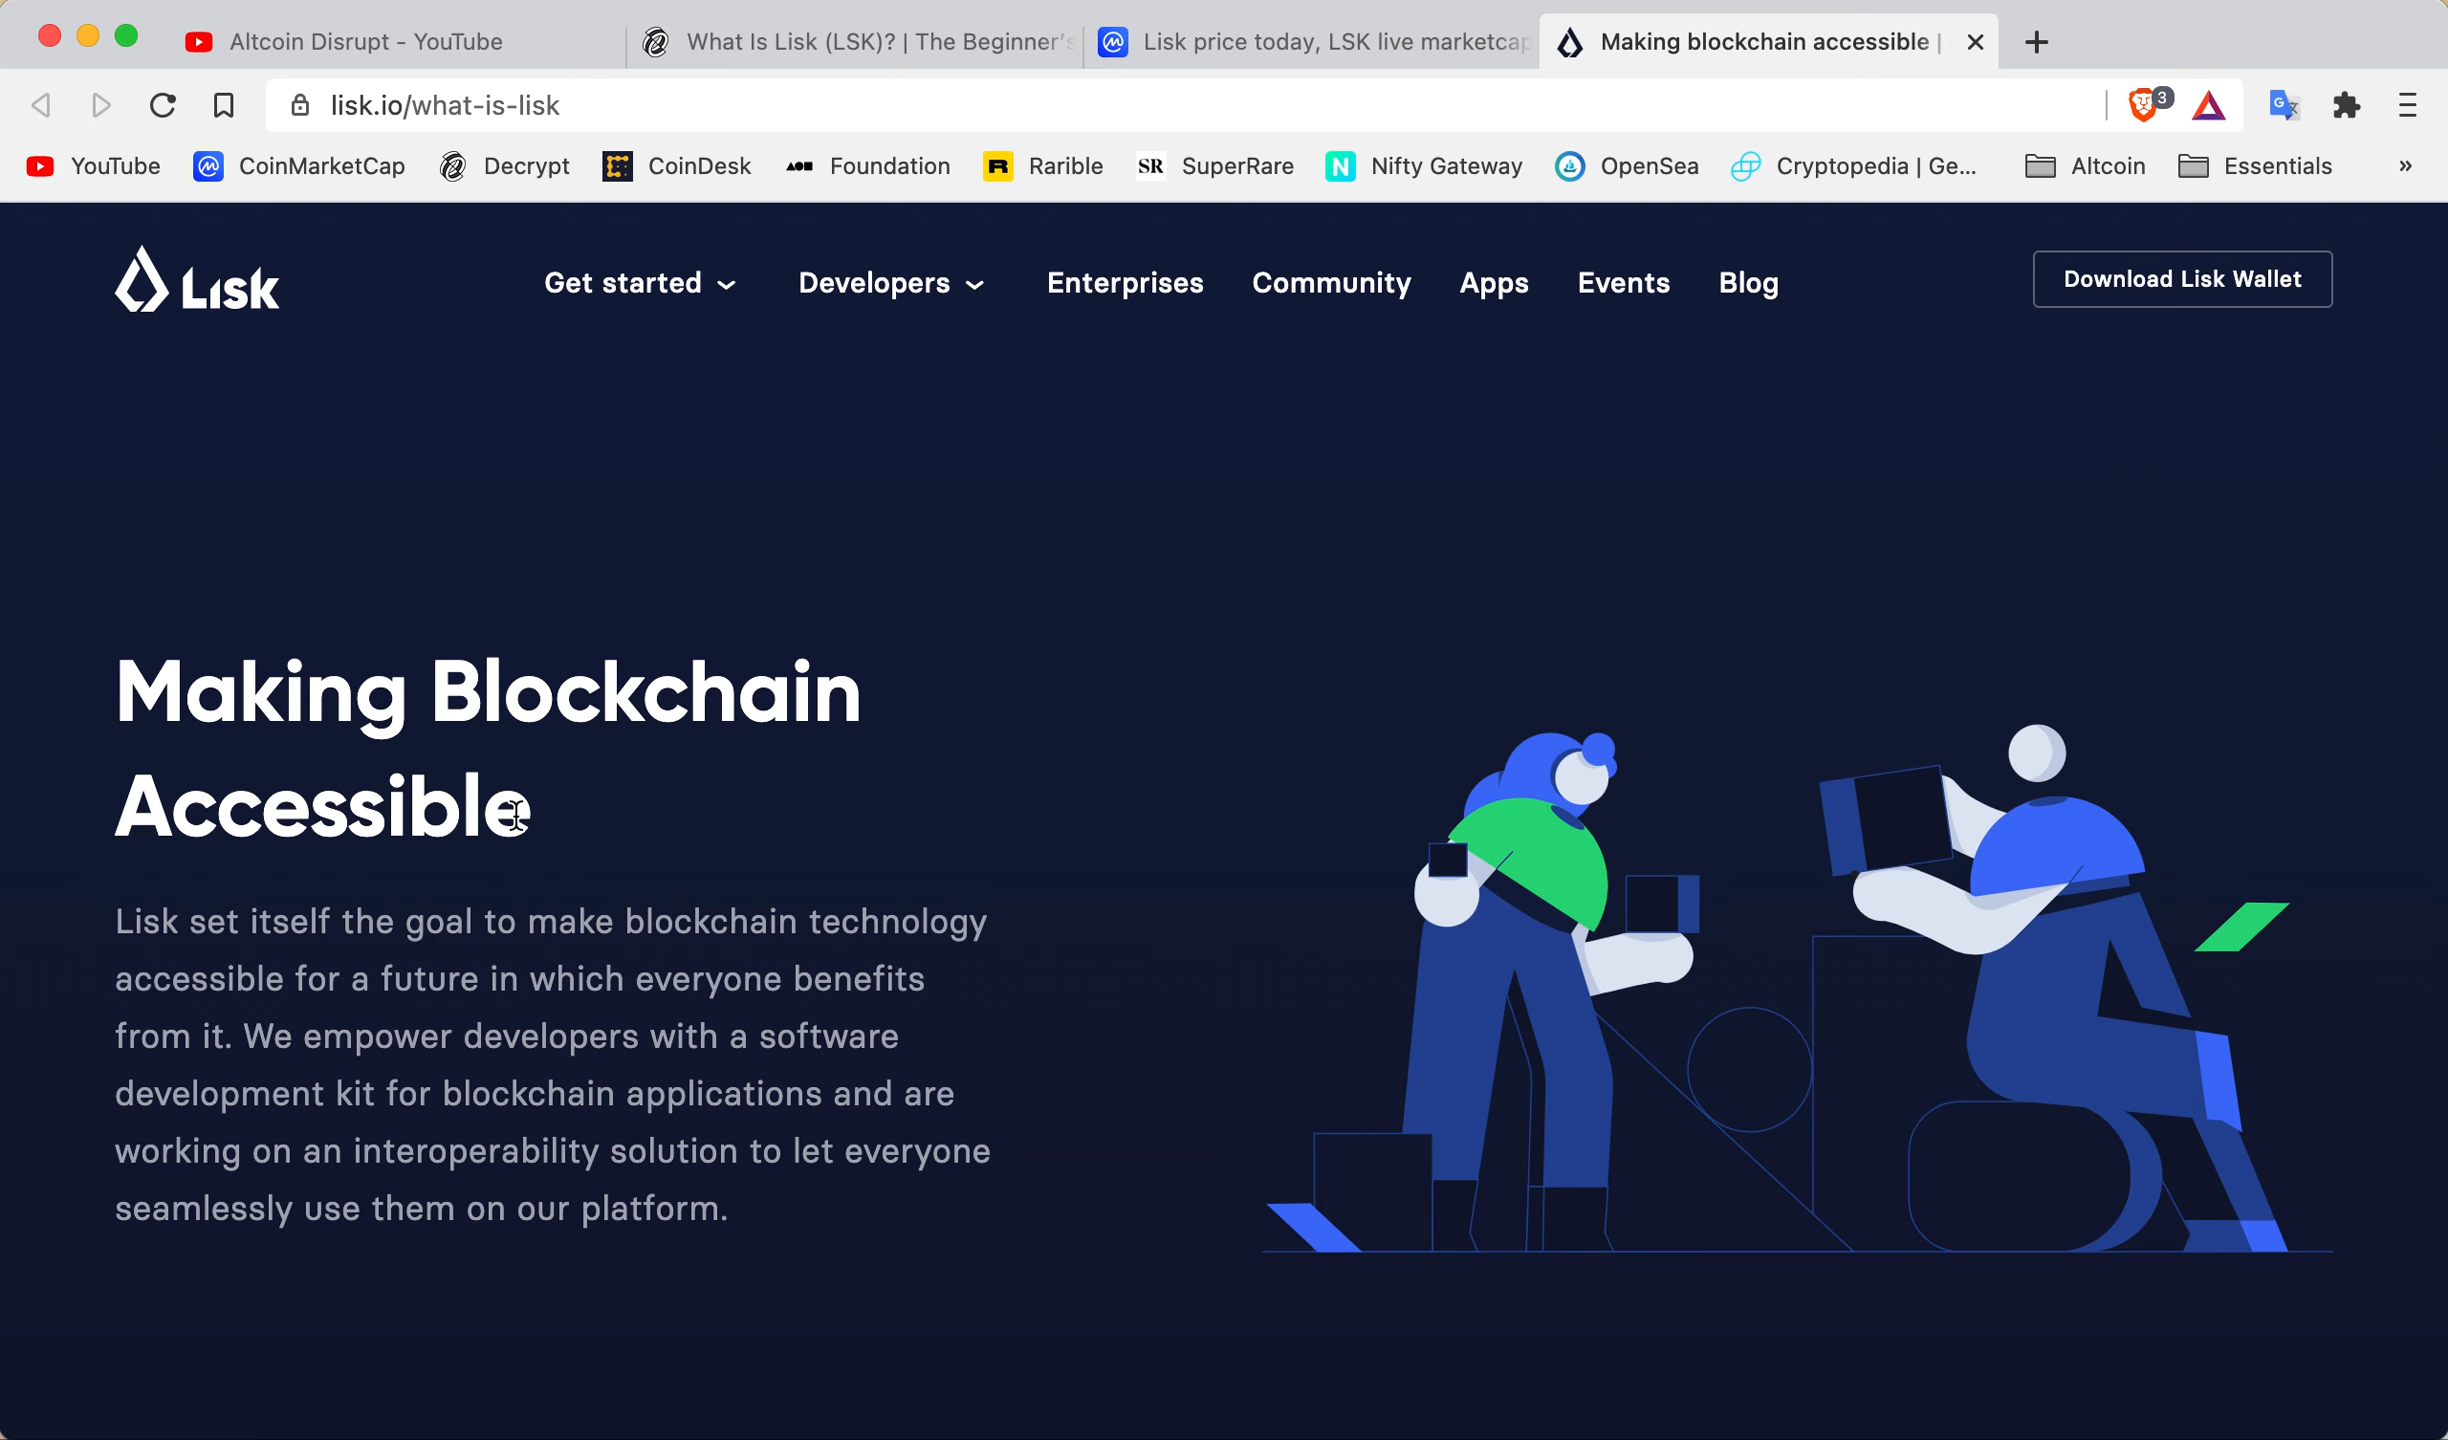 Altcoin Disrupt - YouTube
What Is Lisk (LSK)? | The Beginner's
Lisk price today, LSK live marketcap
Making blockchain accessible |
lisk.io/what-is-lisk
3
YouTube
CoinMarketCap
Decrypt
CoinDesk
Foundation
Rarible
SR SuperRare
Nifty Gateway
OpenSea
Cryptopedia | Ge...
Altcoin
Essentials
Lisk
Get started
Developers
Enterprises
Community
Apps
Events
Blog
Download Lisk Wallet
Making Blockchain
Accessible
Lisk set itself the goal to make blockchain technology
accessible for a future in which everyone benefits
from it. We empower developers with a software
development kit for blockchain applications and are
working on an interoperability solution to let everyone
seamlessly use them on our platform.